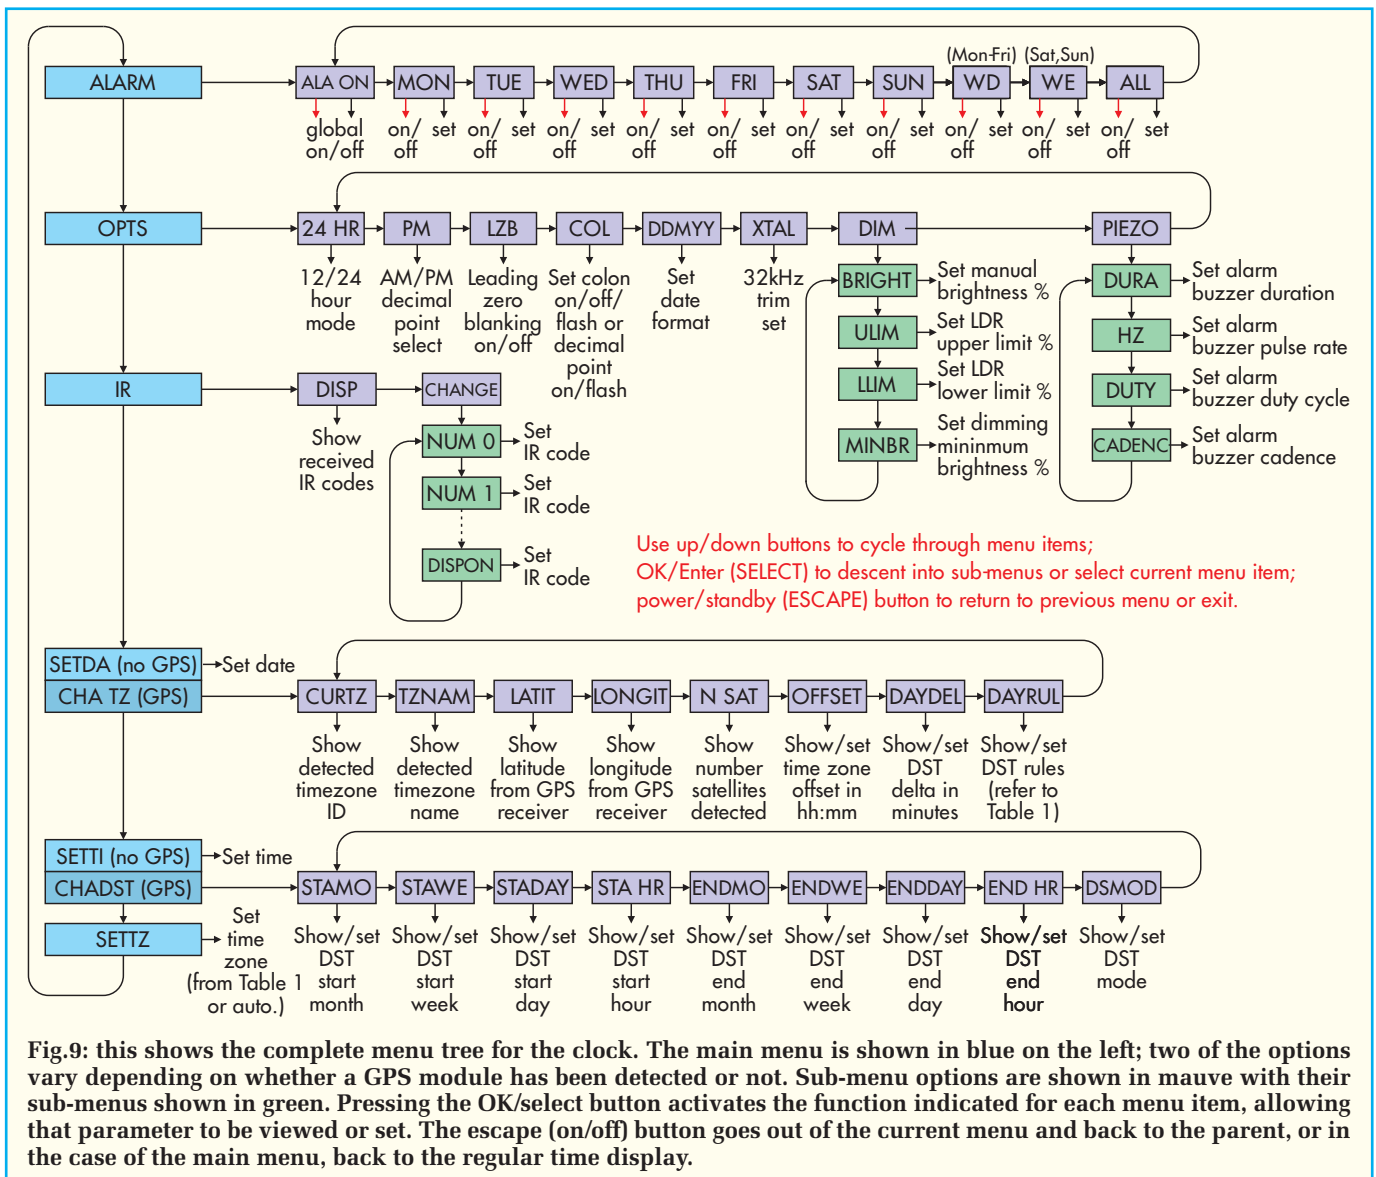 (Mon-Fri) (Sat,Sun)
ALARM
ALA ON MON TUE WED THU FRI SAT SUN WD WE ALL
global on/off
on/off set
on/off set
on/off set
on/off set
on/off set
on/off set
on/off set
on/off set
on/off set
on/off set
OPTS
24 HR PM LZB COL DDMYY XTAL DIM PIEZO
12/24 hour mode
AM/PM decimal point select
Leading zero blanking on/off
Set colon on/off/ flash or decimal point on/flash
Set date format
32kHz trim set
BRIGHT
Set manual brightness %
ULIM
Set LDR upper limit %
LLIM
Set LDR lower limit %
MINBR
Set dimming mininmum brightness %
DURA
Set alarm buzzer duration
HZ
Set alarm buzzer pulse rate
DUTY
Set alarm buzzer duty cycle
CADENC
Set alarm buzzer cadence
IR
DISP CHANGE
Show received IR codes
NUM 0
Set IR code
NUM 1
Set IR code
DISPON
Set IR code
Use up/down buttons to cycle through menu items;
OK/Enter (SELECT) to descent into sub-menus or select current menu item;
power/standby (ESCAPE) button to return to previous menu or exit.
SETDA (no GPS)
Set date
CHA TZ (GPS)
CURTZ TZNAM LATIT LONGIT N SAT OFFSET DAYDEL DAYRUL
Show detected timezone ID
Show detected timezone name
Show latitude from GPS receiver
Show longitude from GPS receiver
Show number satellites detected
Show/set time zone offset in hh:mm
Show/set DST delta in minutes
Show/set DST rules (refer to Table 1)
SETTI (no GPS)
Set time
CHADST (GPS)
STAMO STAWE STADAY STA HR ENDMO ENDWE ENDDAY END HR DSMOD
SETTZ
Set time zone (from Table 1 or auto.)
Show/set DST start month
Show/set DST start week
Show/set DST start day
Show/set DST start hour
Show/set DST end month
Show/set DST end week
Show/set DST end day
Show/set DST end hour
Show/set DST mode
Fig.9: this shows the complete menu tree for the clock. The main menu is shown in blue on the left; two of the options
vary depending on whether a GPS module has been detected or not. Sub-menu options are shown in mauve with their
sub-menus shown in green. Pressing the OK/select button activates the function indicated for each menu item, allowing
that parameter to be viewed or set. The escape (on/off) button goes out of the current menu and back to the parent, or in
the case of the main menu, back to the regular time display.